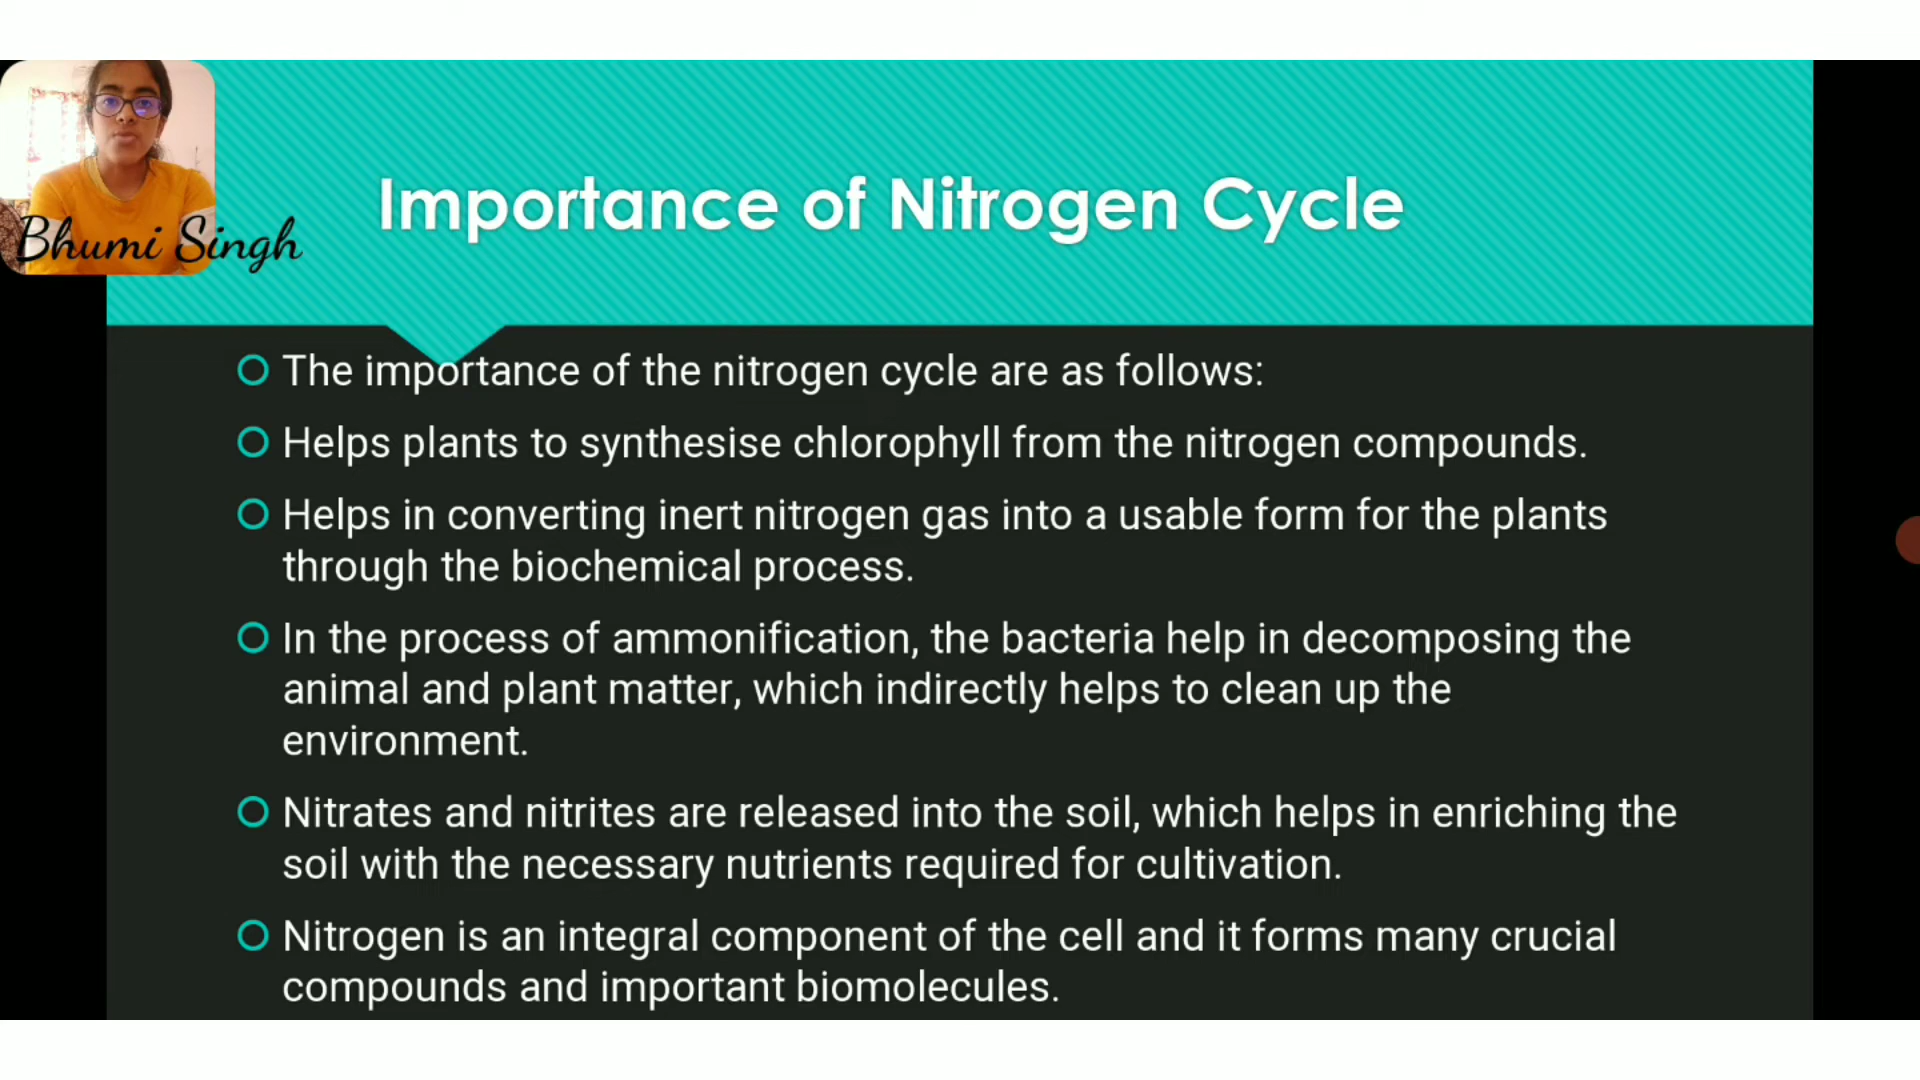 Bhumi Singh
Importance of Nitrogen Cycle
The importance of the nitrogen cycle are as follows:
Helps plants to synthesise chlorophyll from the nitrogen compounds.
Helps in converting inert nitrogen gas into a usable form for the plants
through the biochemical process.
In the process of ammonification, the bacteria help in decomposing the
animal and plant matter, which indirectly helps to clean up the
environment.
Nitrates and nitrites are released into the soil, which helps in enriching the
soil with the necessary nutrients required for cultivation.
Nitrogen is an integral component of the cell and it forms many crucial
compounds and important biomolecules.